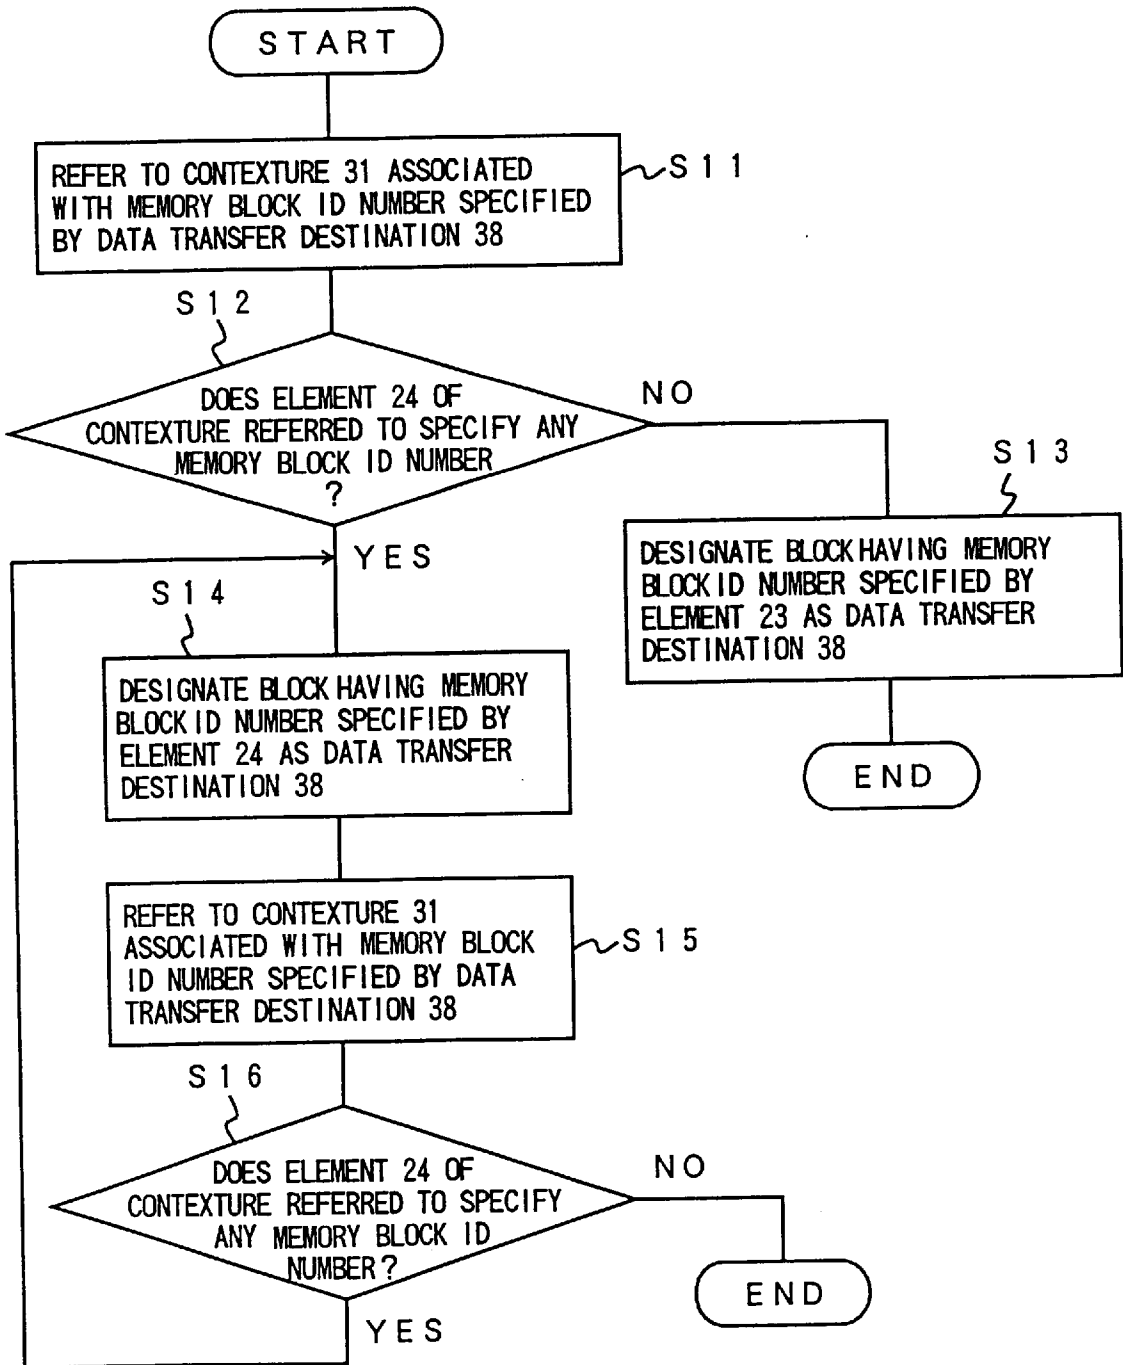 START
REFER TO CONTEXTURE 31 ASSOCIATED
WITH MEMORY BLOCK ID NUMBER SPECIFIED
BY DATA TRANSFER DESTINATION 38
S11
S12
DOES ELEMENT 24 OF
CONTEXTURE REFERRED TO SPECIFY ANY
MEMORY BLOCK ID NUMBER
?
NO
S13
DESIGNATE BLOCK HAVING MEMORY
BLOCK ID NUMBER SPECIFIED BY
ELEMENT 23 AS DATA TRANSFER
DESTINATION 38
END
YES
S14
DESIGNATE BLOCK HAVING MEMORY
BLOCK ID NUMBER SPECIFIED BY
ELEMENT 24 AS DATA TRANSFER
DESTINATION 38
REFER TO CONTEXTURE 31
ASSOCIATED WITH MEMORY BLOCK
ID NUMBER SPECIFIED BY DATA
TRANSFER DESTINATION 38
S15
S16
DOES ELEMENT 24 OF
CONTEXTURE REFERRED TO SPECIFY
ANY MEMORY BLOCK ID
NUMBER?
NO
END
YES